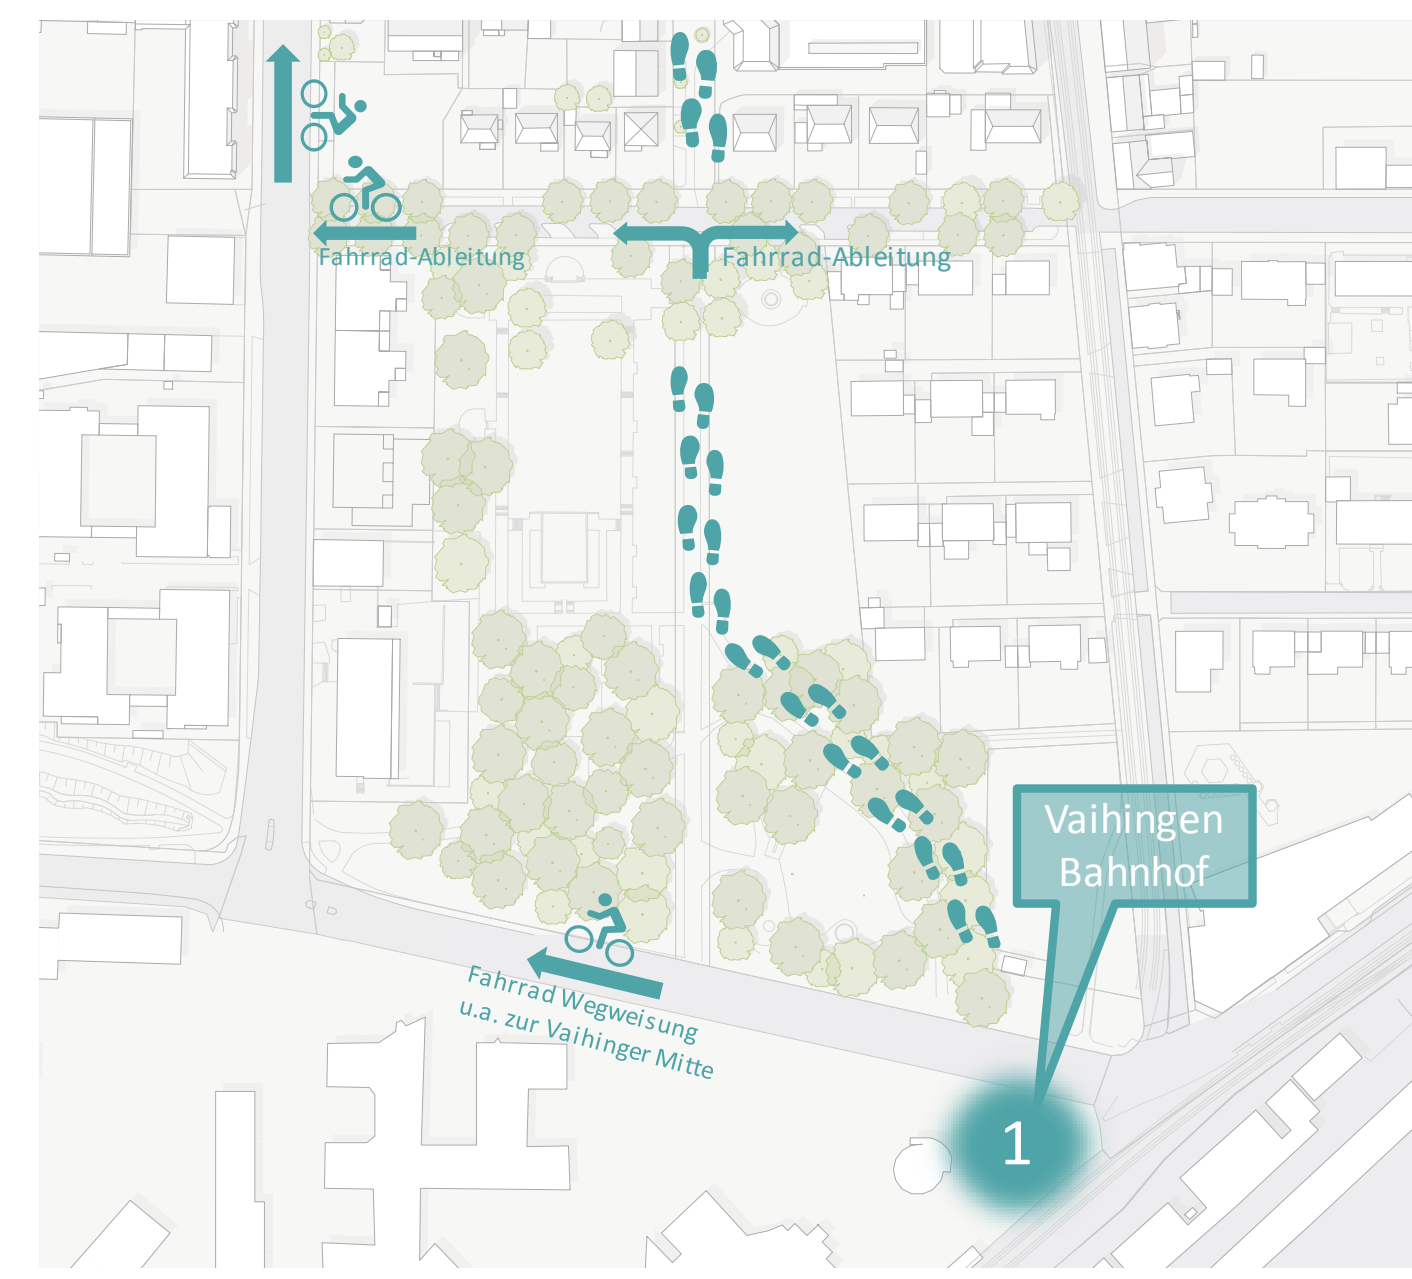 Fahrrad-Ableitung
Fahrrad-Ableitung
Vaihingen
Bahnhof
Fahrrad Wegweisung
u.a. zur Vaihinger Mitte
1